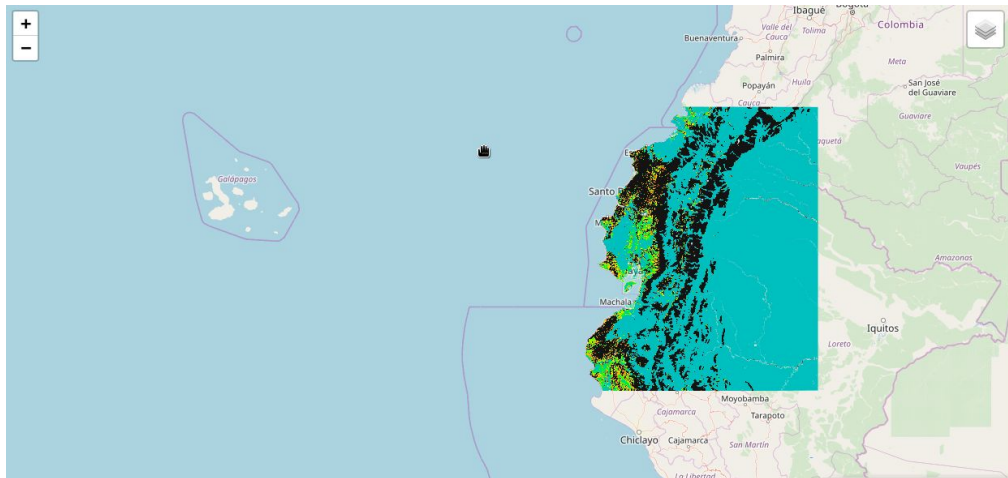 +
−
Ibagué
Bogotá
Colombia
Valle del
Cauca
Tolima
Buenaventura
Palmira
Meta
Huila
Popayán
San José
del Guaviare
Cauca
Guaviare
Vaupés
Galápagos
Santo
Amazonas
Machala
Iquitos
Loreto
Moyobamba
Cajamarca
Tarapoto
Chiclayo
Cajamarca
San Martín
La Libertad